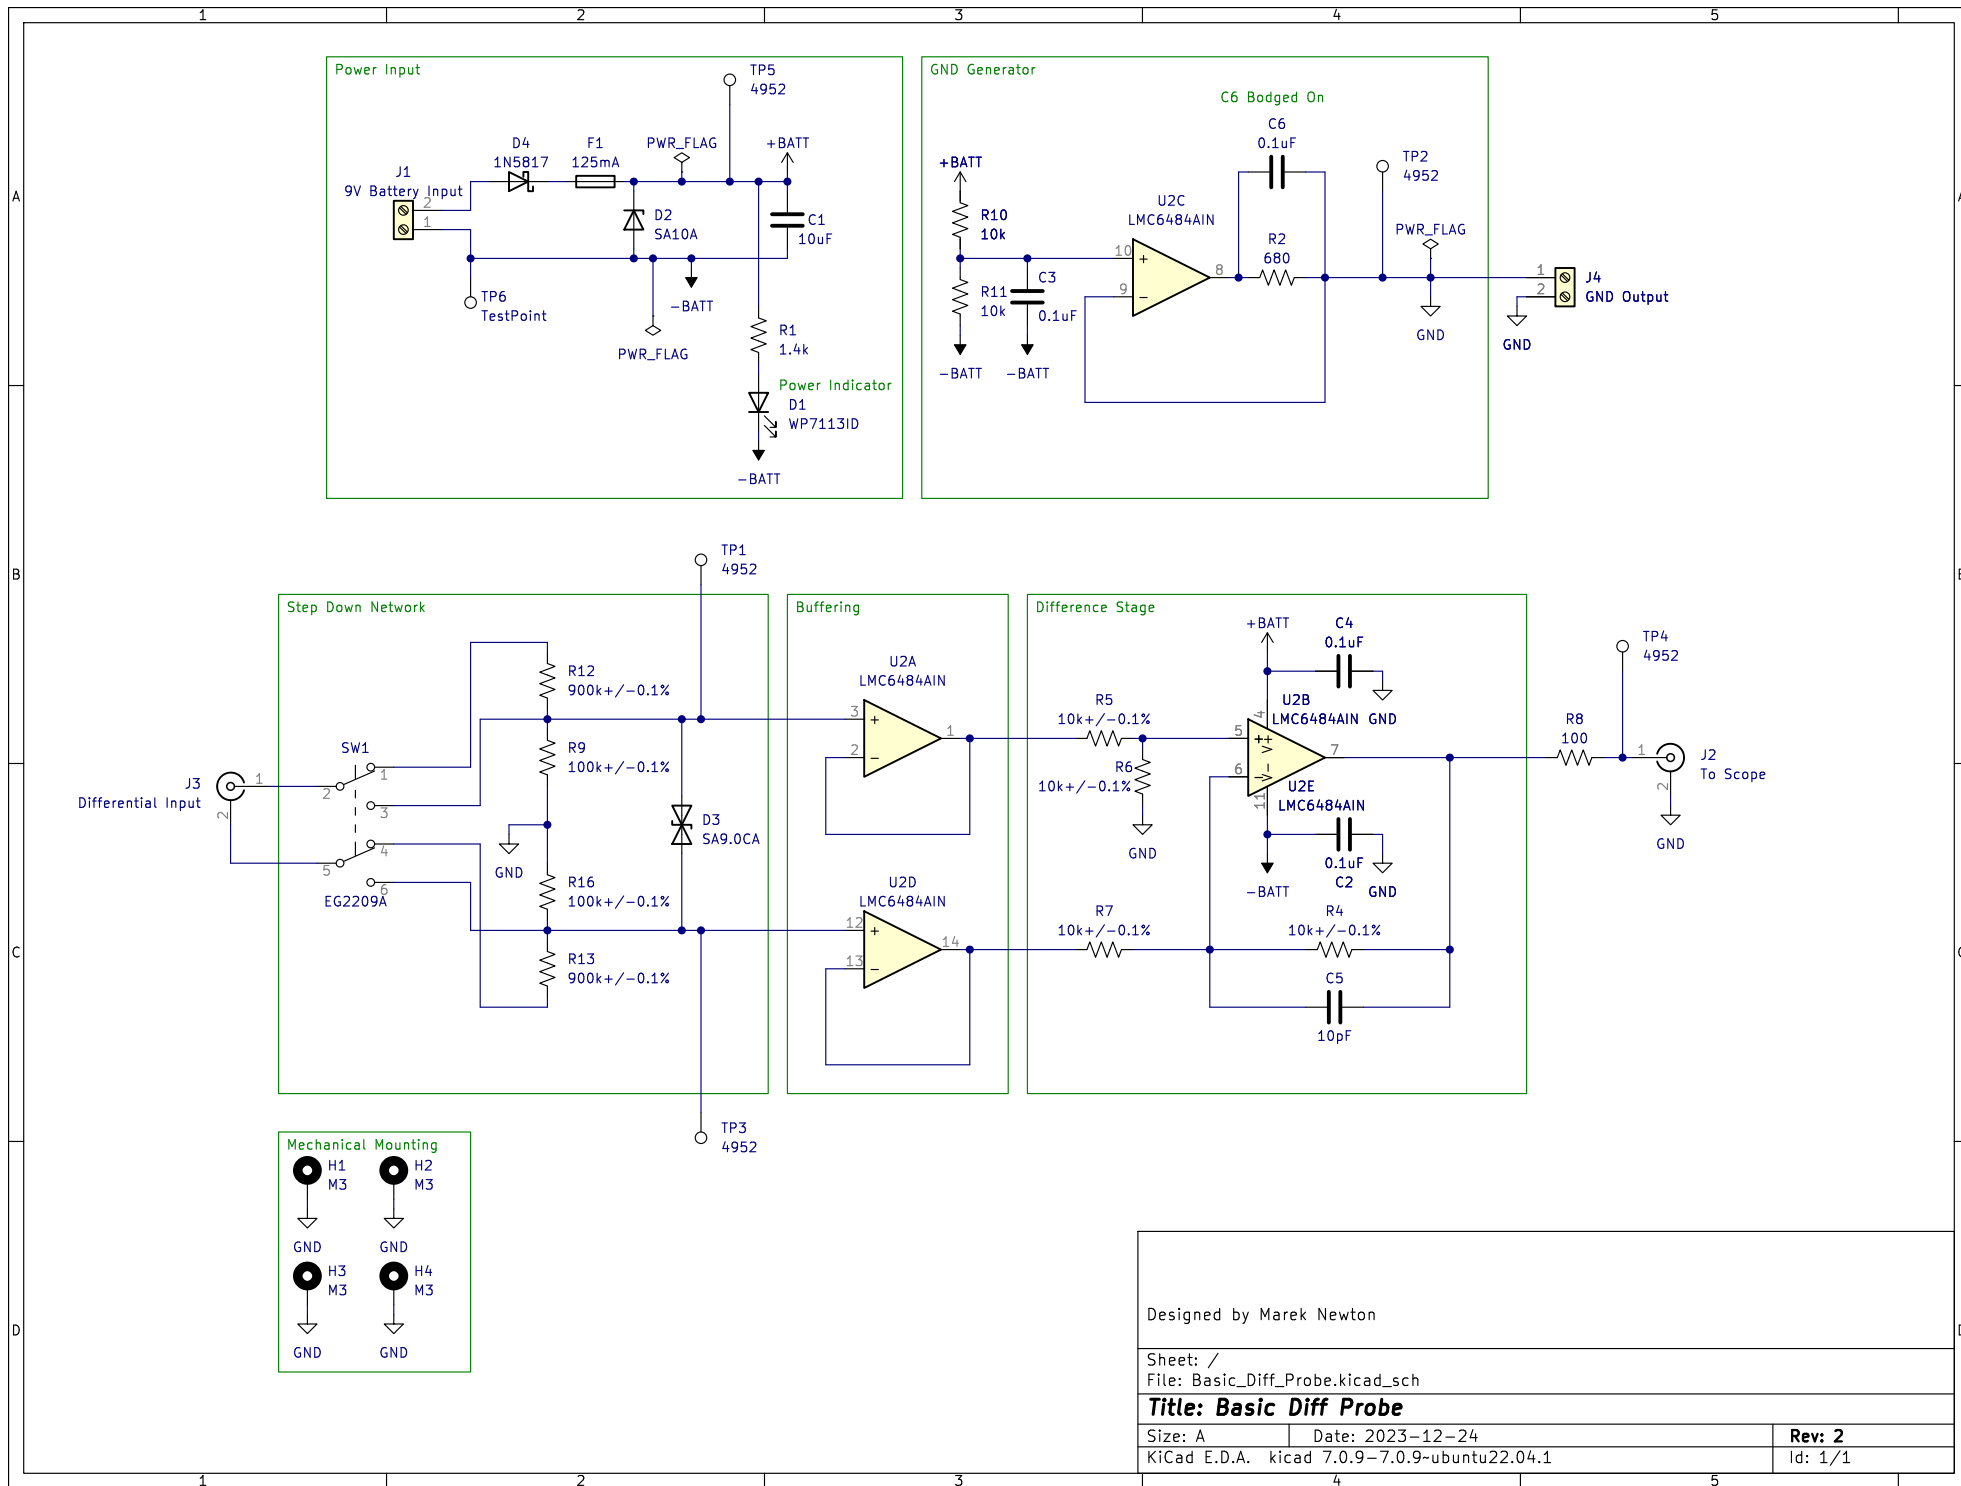 1 2 3 4 5
Power Input
TP5
4952
D4
1N5817
F1
125mA
PWR_FLAG
+BATT
J1
9V Battery Input
2
1
D2
SA10A
C1
10uF
TP6
TestPoint
-BATT
PWR_FLAG
R1
1.4k
Power Indicator
D1
WP7113ID
-BATT
GND Generator
C6 Bodged On
C6
0.1uF
+BATT
TP2
4952
R10
10k
U2C
LMC6484AIN
PWR_FLAG
R2
680
10
+
9
-
8
R11
10k
C3
0.1uF
-BATT
-BATT
GND
1
2
J4
GND Output
GND
A
A
B
B
C
C
D
D
TP1
4952
Step Down Network
R12
900k+/-0.1%
R9
100k+/-0.1%
SW1
1
2
3
4
5
6
EG2209A
J3
Differential Input
1
2
GND
D3
SA9.0CA
R16
100k+/-0.1%
R13
900k+/-0.1%
TP3
4952
Buffering
U2A
LMC6484AIN
3
+
2
-
1
U2D
LMC6484AIN
12
+
13
-
14
Difference Stage
+BATT
C4
0.1uF
R5
10k+/-0.1%
U2B
LMC6484AIN
GND
4
5
+
V+
6
-
V-
7
11
R6
10k+/-0.1%
GND
U2E
LMC6484AIN
0.1uF
C2
GND
-BATT
R7
10k+/-0.1%
R4
10k+/-0.1%
C5
10pF
TP4
4952
R8
100
1
2
J2
To Scope
GND
Mechanical Mounting
H1
M3
H2
M3
GND
GND
H3
M3
H4
M3
GND
GND
Designed by Marek Newton
Sheet: /
File: Basic_Diff_Probe.kicad_sch
Title: Basic Diff Probe
Size: A
Date: 2023-12-24
Rev: 2
KiCad E.D.A. kicad 7.0.9-7.0.9~ubuntu22.04.1
Id: 1/1
1 2 3 4 5